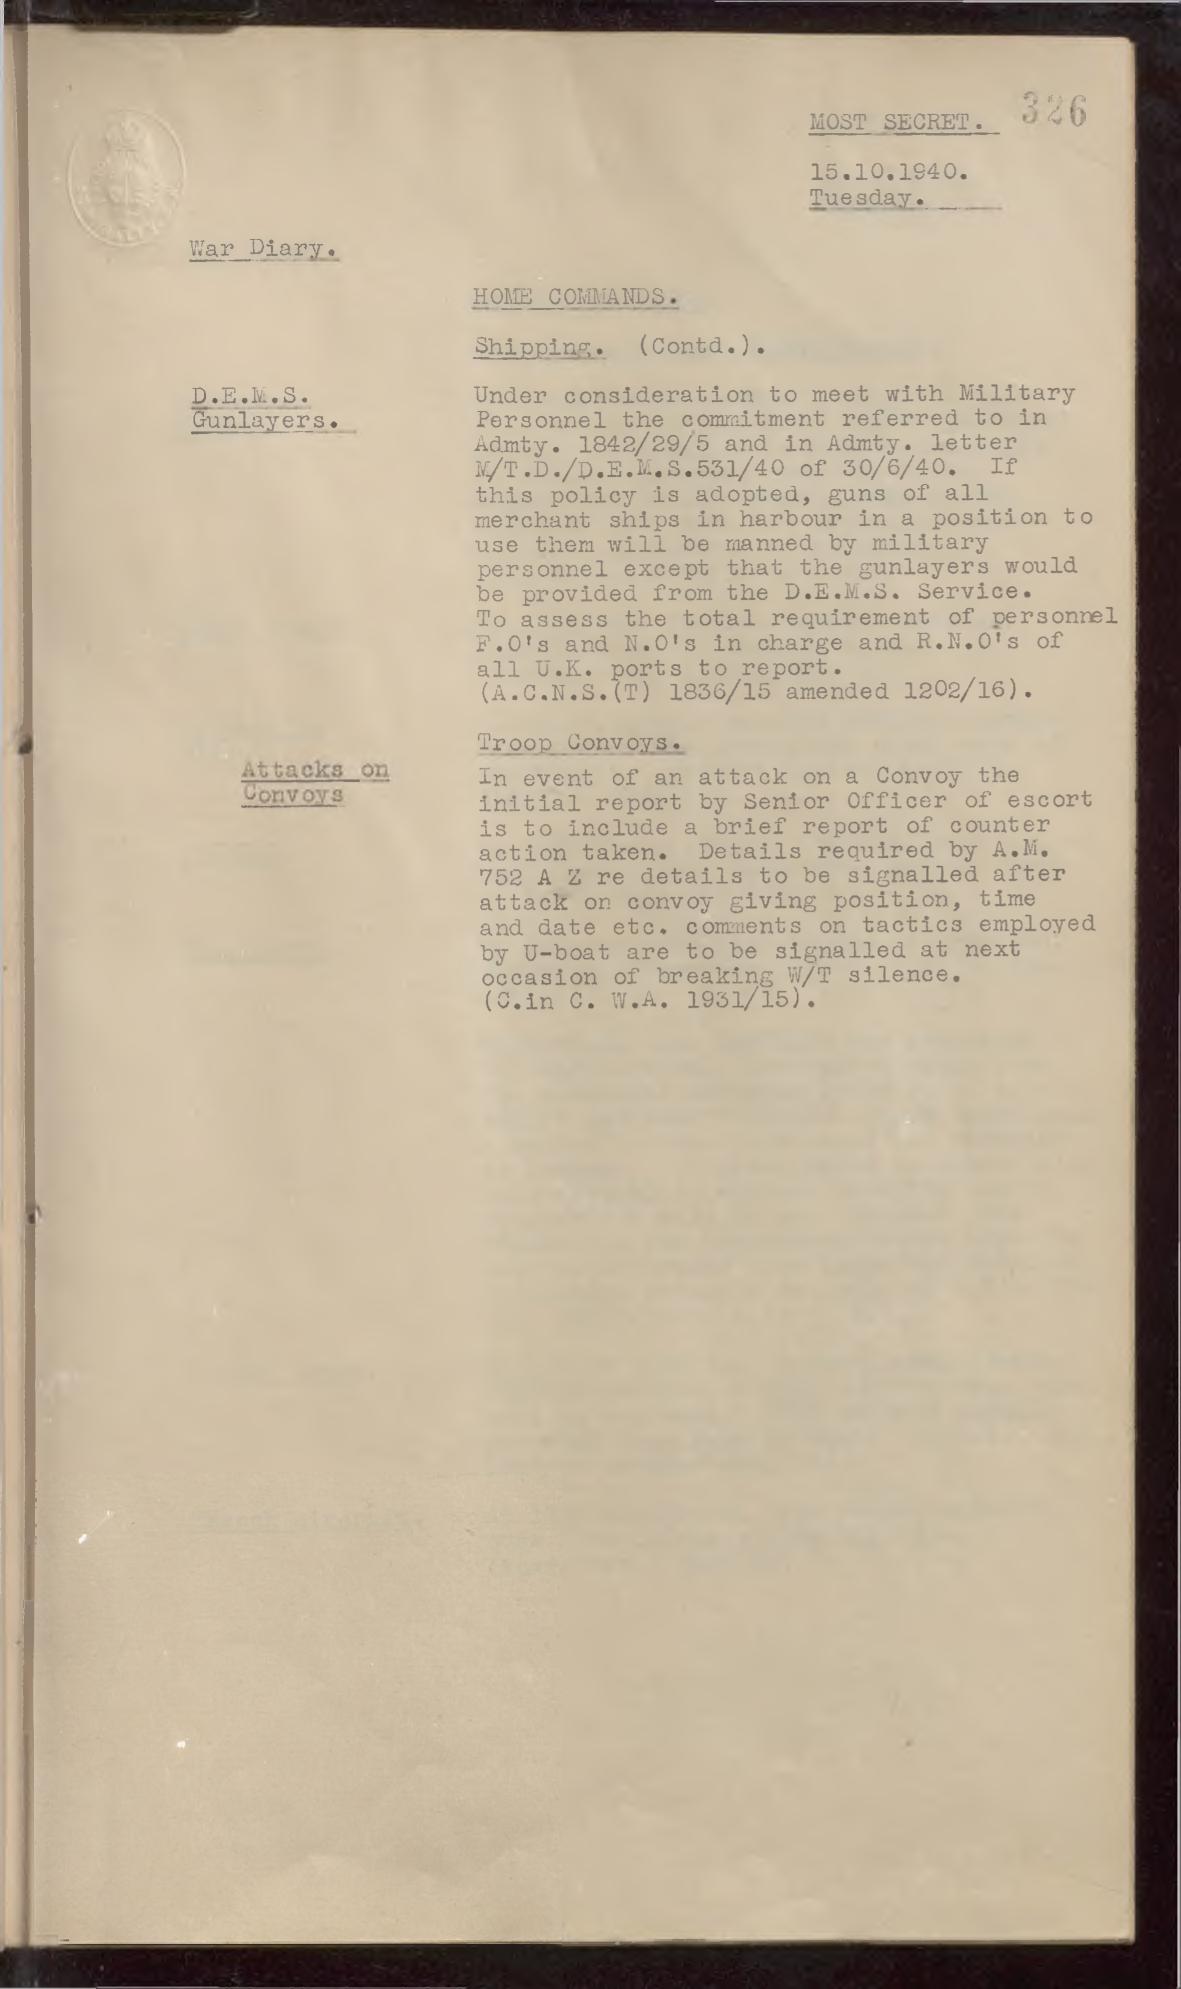 326
MOST SECRET.
15.10.1940.
Tuesday.
War Diary.
HOME COMMANDS.
Shipping. (Contd.).
D.E.M.S.
Gunlayers.
Under consideration to meet with Military
Personnel the commitment referred to in
Admty. 1842/29/5 and in Admty. letter
M/T.D./D.E.M.S.531/40 of 30/6/40. If
this policy is adopted, guns of all
merchant ships in harbour in a position to
use them will be manned by military
personnel except that the gunlayers would
be provided from the D.E.M.S. Service.
To assess the total requirement of personnel
F.O's and N.O's in charge and R.N.O's of
all U.K. ports to report.
(A.C.N.S.(T) 1836/15 amended 1202/16).
Troop Convoys.
Attacks on
Convoys
In event of an attack on a Convoy the
initial report by Senior Officer of escort
is to include a brief report of counter
action taken. Details required by A.M.
752 A Z re details to be signalled after
attack on convoy giving position, time
and date etc. comments on tactics employed
by U-boat are to be signalled at next
occasion of breaking W/T silence.
(C.in C. W.A. 1931/15).